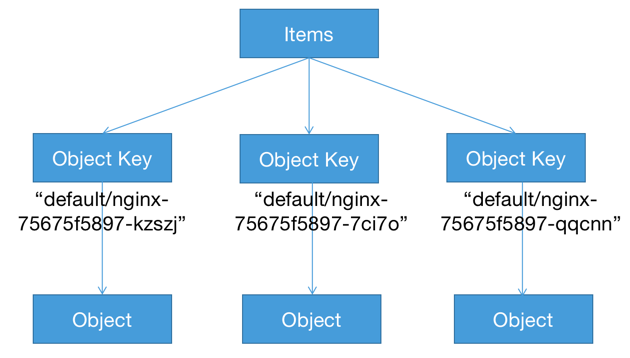 Items
Object Key
Object Key
Object Key
“default/nginx-
75675f5897-kzszj”
“default/nginx-
75675f5897-7ci7o”
“default/nginx-
75675f5897-qqcnn”
Object
Object
Object